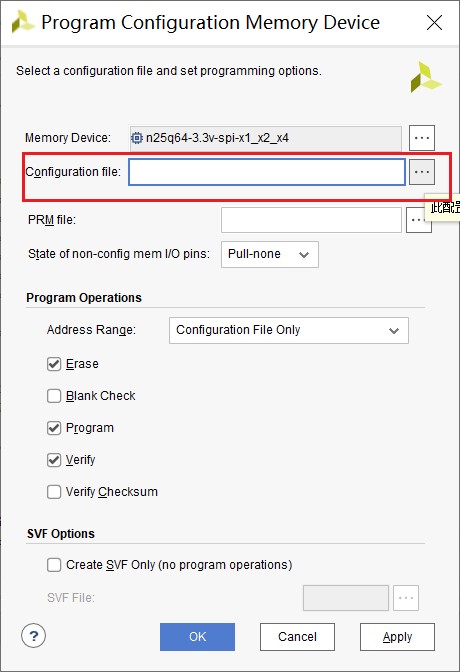 Program Configuration Memory Device
Select a configuration file and set programming options.
Memory Device: n25q64-3.3v-spi-x1_x2_x4 ...
Configuration file: ...
此配置
PRM file: ...
State of non-config mem I/O pins: Pull-none
Program Operations
Address Range: Configuration File Only
Erase
Blank Check
Program
Verify
Verify Checksum
SVF Options
Create SVF Only (no program operations)
SVF File: ...
? OK Cancel Apply